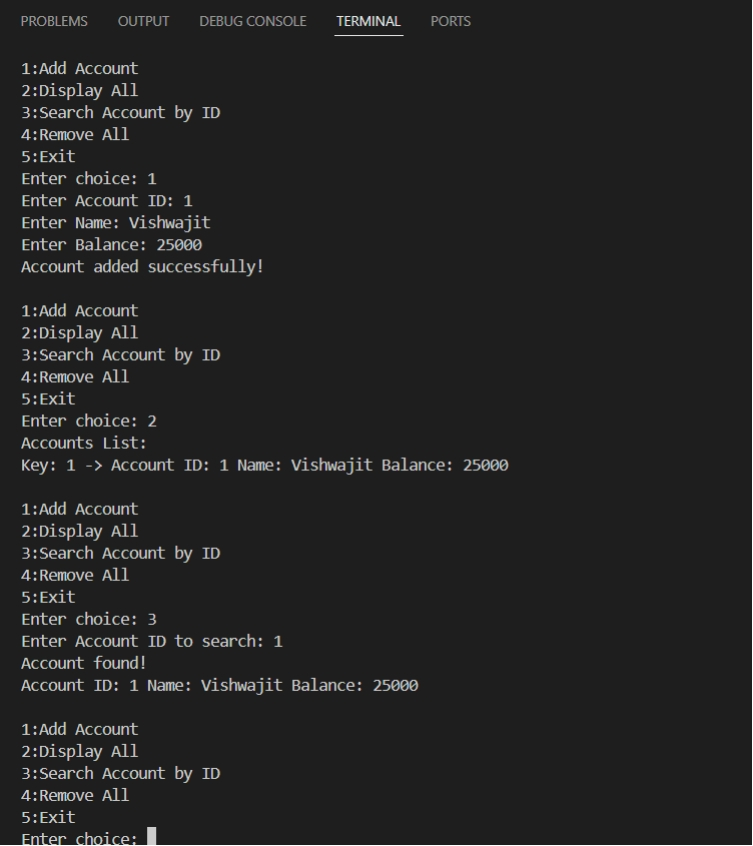 PROBLEMS OUTPUT DEBUG CONSOLE TERMINAL PORTS
1:Add Account
2:Display All
3:Search Account by ID
4:Remove All
5:Exit
Enter choice: 1
Enter Account ID: 1
Enter Name: Vishwajit
Enter Balance: 25000
Account added successfully!
1:Add Account
2:Display All
3:Search Account by ID
4:Remove All
5:Exit
Enter choice: 2
Accounts List:
Key: 1 -> Account ID: 1 Name: Vishwajit Balance: 25000
1:Add Account
2:Display All
3:Search Account by ID
4:Remove All
5:Exit
Enter choice: 3
Enter Account ID to search: 1
Account found!
Account ID: 1 Name: Vishwajit Balance: 25000
1:Add Account
2:Display All
3:Search Account by ID
4:Remove All
5:Exit
Enter choice: